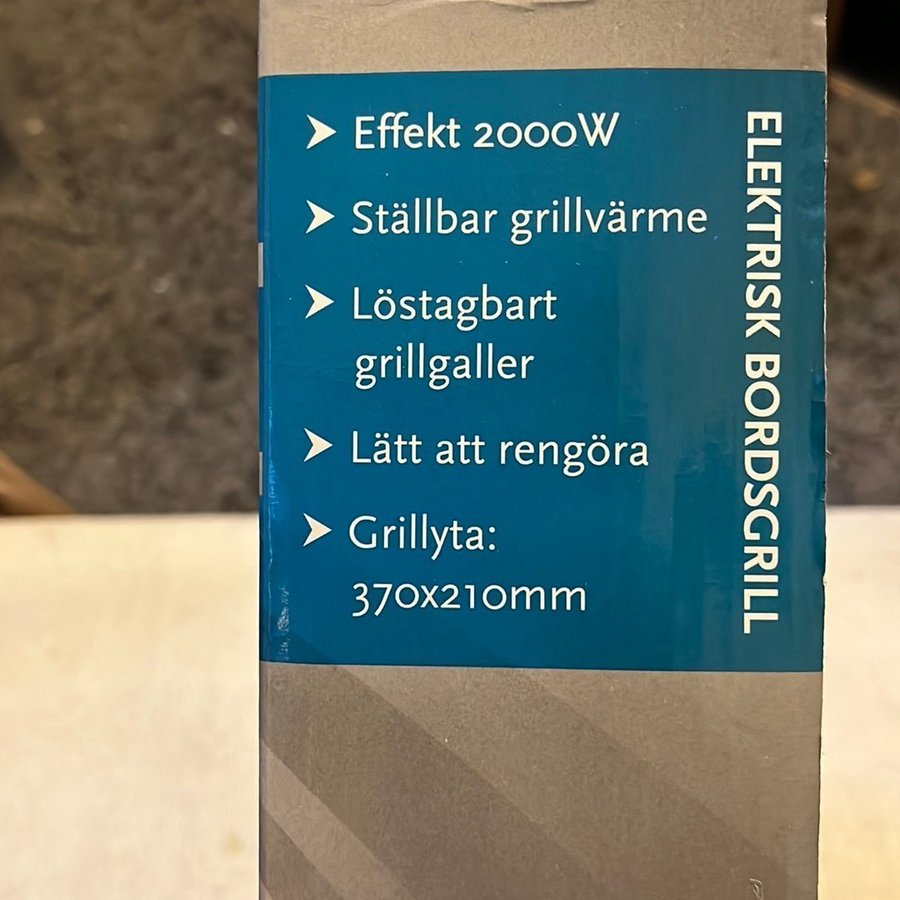 Effekt 2000W
Ställbar grillvärme
Löstagbart
grillgaller
Lätt att rengöra
Grillyta:
370x210mm
ELEKTRISK BORDSGRILL